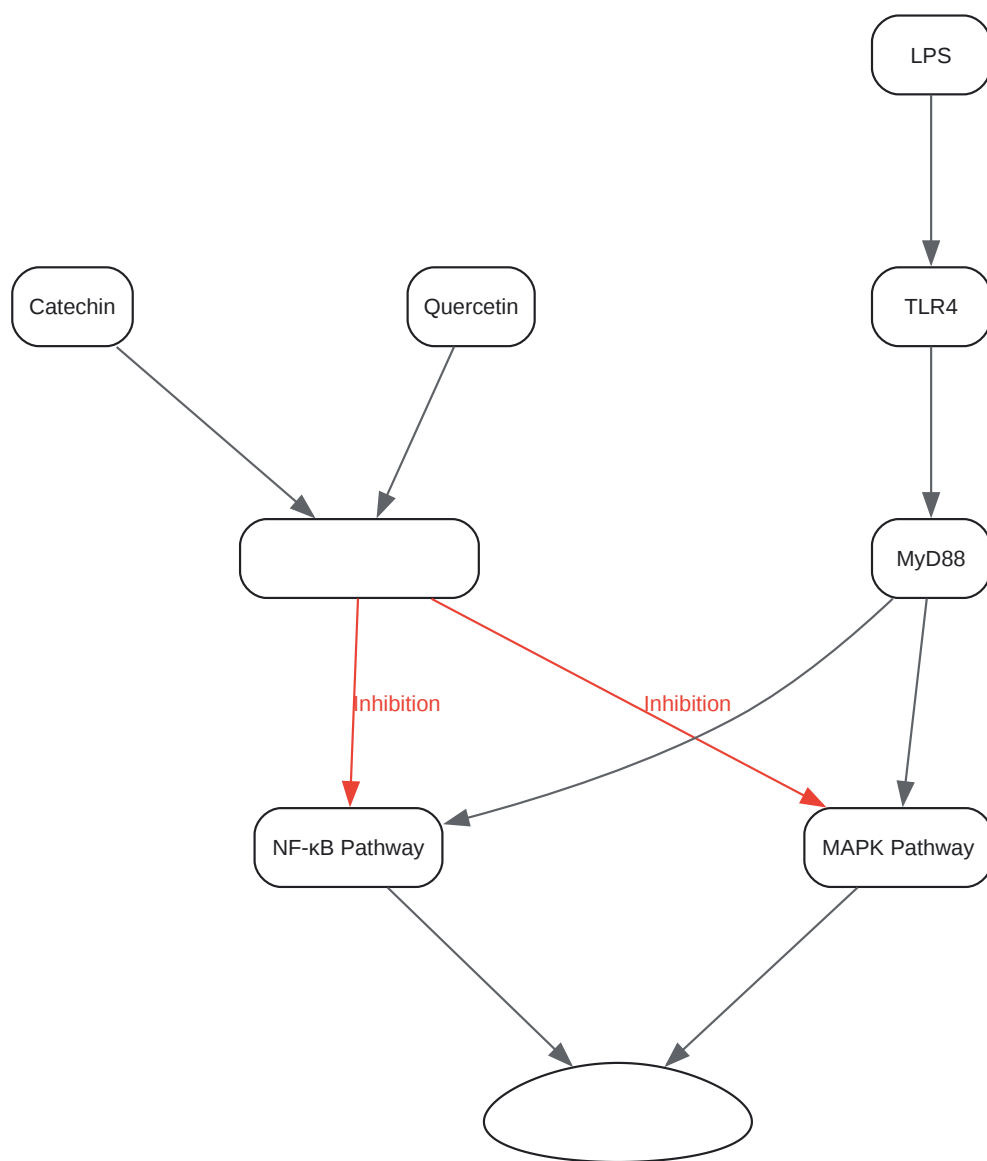 LPS
Catechin
Quercetin
TLR4
MyD88
Inhibition
Inhibition
NF-κB Pathway
MAPK Pathway